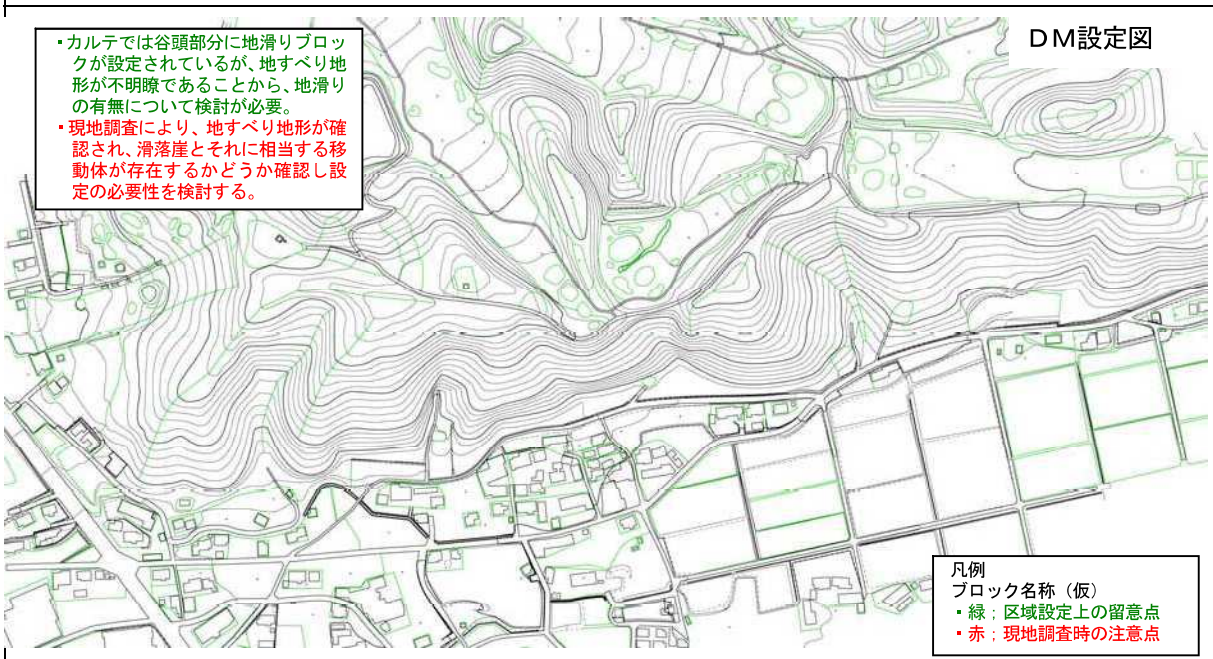 ・カルテでは谷頭部分に地滑りブロッ
クが設定されているが、地すべり地
形が不明瞭であることから、地滑り
の有無について検討が必要。
・現地調査により、地すべり地形が確
認され、滑落崖とそれに相当する移
動体が存在するかどうか確認し設
定の必要性を検討する。
ＤＭ設定図
凡例
ブロック名称（仮）
・緑；区域設定上の留意点
・赤；現地調査時の注意点